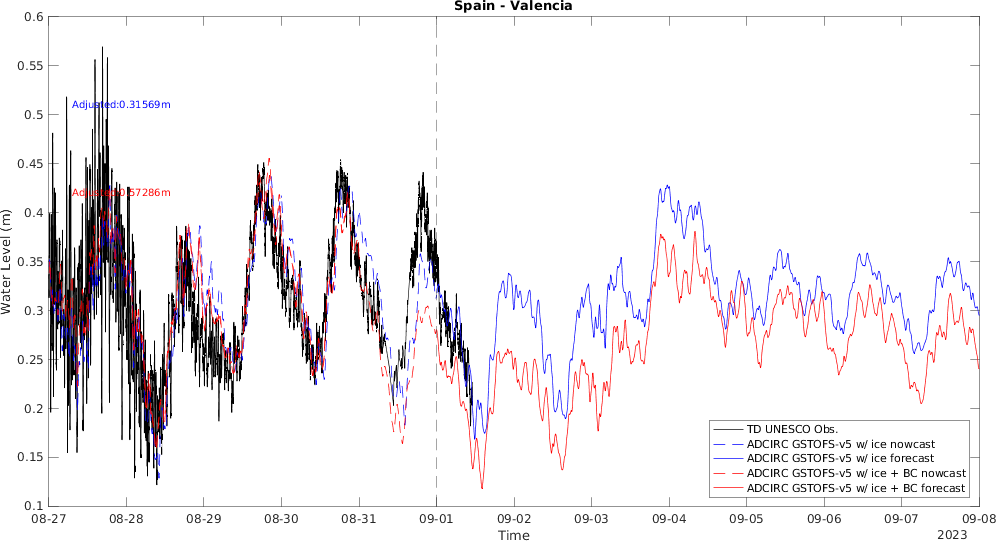 Spain - Valencia
0.6
0.55
0.5
0.45
0.4
0.35
0.3
0.25
0.2
0.15
0.1
Water Level (m)
Adjusted:0.31569m
Adjusted:0.57286m
TD UNESCO Obs.
ADCIRC GSTOFS-v5 w/ ice nowcast
ADCIRC GSTOFS-v5 w/ ice forecast
ADCIRC GSTOFS-v5 w/ ice + BC nowcast
ADCIRC GSTOFS-v5 w/ ice + BC forecast
08-27 08-28 08-29 08-30 08-31 09-01 09-02 09-03 09-04 09-05 09-06 09-07 09-08
Time
2023